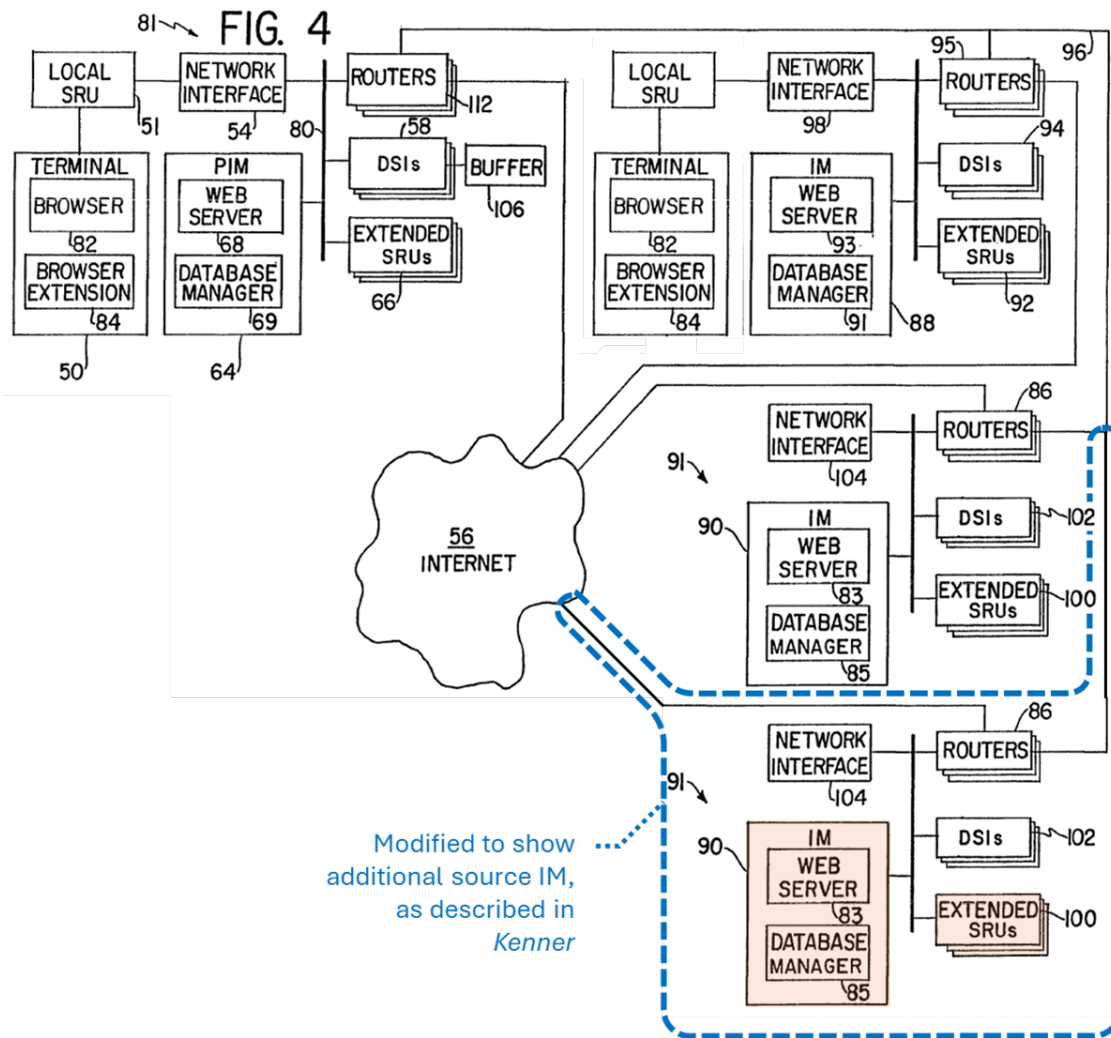 81
FIG. 4
LOCAL
SRU
51
NETWORK
INTERFACE
54
80
ROUTERS
112
58
DSIs
BUFFER
106
EXTENDED
SRUs
66
TERMINAL
BROWSER
82
BROWSER
EXTENSION
84
50
PIM
WEB
SERVER
68
DATABASE
MANAGER
69
64
LOCAL
SRU
NETWORK
INTERFACE
98
95
ROUTERS
96
94
DSIs
EXTENDED
SRUs
92
TERMINAL
BROWSER
82
BROWSER
EXTENSION
84
IM
WEB
SERVER
93
DATABASE
MANAGER
91
88
56
INTERNET
91
NETWORK
INTERFACE
104
86
ROUTERS
90
IM
WEB
SERVER
83
DATABASE
MANAGER
85
DSIs
102
EXTENDED
SRUs
100
91
NETWORK
INTERFACE
104
86
ROUTERS
90
IM
WEB
SERVER
83
DATABASE
MANAGER
85
DSIs
102
EXTENDED
SRUs
100
Modified to show
additional source IM,
as described in
Kenner